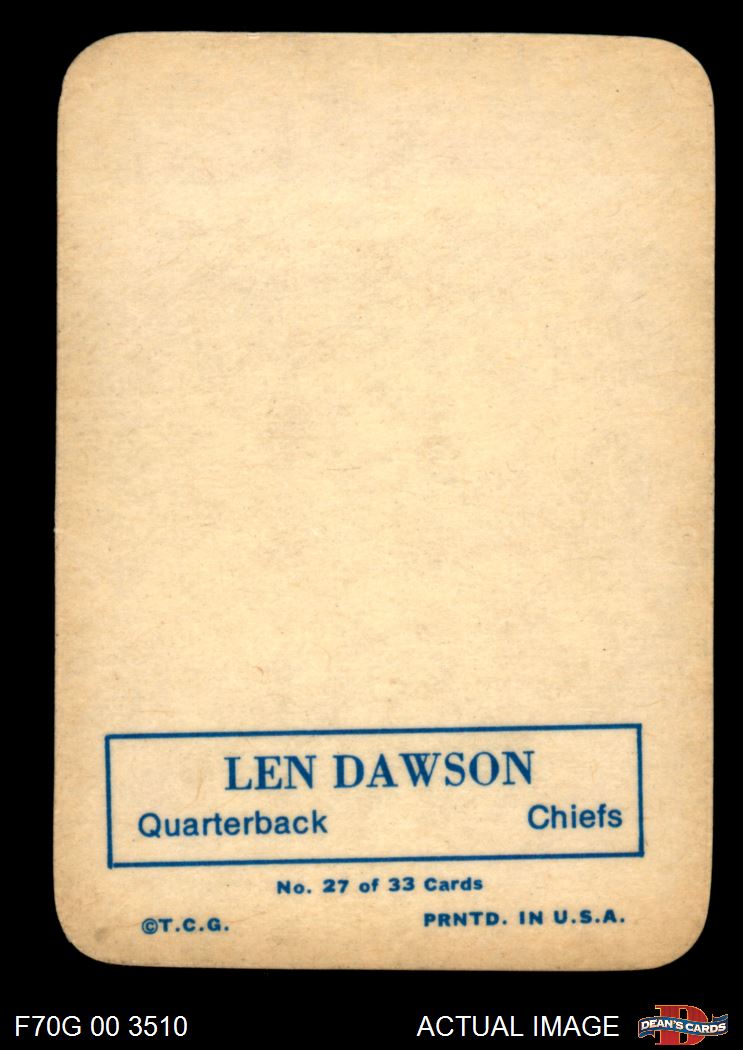 LEN DAWSON
Quarterback Chiefs
No. 27 of 33 Cards
©T.C.G. PRNTD. IN U.S.A.
F70G 00 3510 ACTUAL IMAGE DEAN'S CARDS